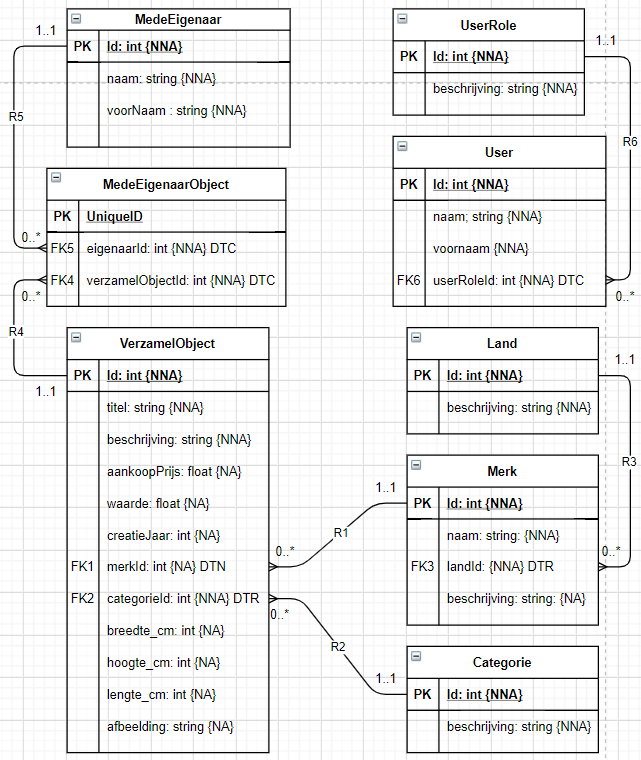 MedeEigenaar
PK Id: int {NNA}
naam: string {NNA}
voorNaam : string {NNA}
1..1
R5
MedeEigenaarObject
PK UniqueID
0..* FK5 eigenaarId: int {NNA} DTC
FK4 verzamelObjectId: int {NNA} DTC
0..*
R4
1..1
VerzamelObject
PK Id: int {NNA}
titel: string {NNA}
beschrijving: string {NNA}
aankoopPrijs: float {NA}
waarde: float {NA}
creatieJaar: int {NA}
FK1 merkId: int {NA} DTN
FK2 categorieId: int {NNA} DTR
breedte_cm: int {NA}
hoogte_cm: int {NA}
lengte_cm: int {NA}
afbeelding: string {NA}
0..*
R1
1..1
0..*
R2
1..1
UserRole
PK Id: int {NNA}
beschrijving: string {NNA}
1..1
R6
User
PK Id: int {NNA}
naam; string {NNA}
voornaam {NNA}
FK6 userRoleId: int {NNA} DTC
0..*
Land
PK Id: int {NNA}
beschrijving: string {NNA}
1..1
R3
Merk
PK Id: int {NNA}
naam: string: {NNA}
FK3 landId: {NNA} DTR
beschrijving: string: {NA}
0..*
Categorie
PK Id: int {NNA}
beschrijving: string {NNA}